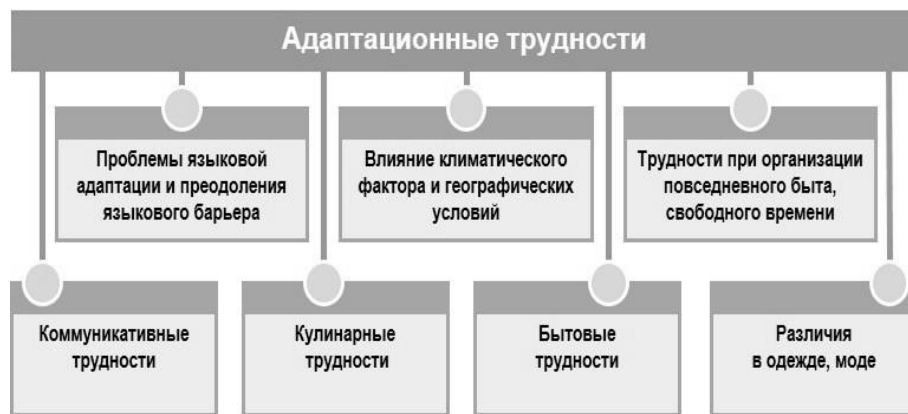 Адаптационные трудности
Проблемы языковой
адаптации и преодоления
языкового барьера
Влияние климатического
фактора и географических
условий
Трудности при организации
повседневного быта,
свободного времени
Коммуникативные
трудности
Кулинарные
трудности
Бытовые
трудности
Различия
в одежде, моде